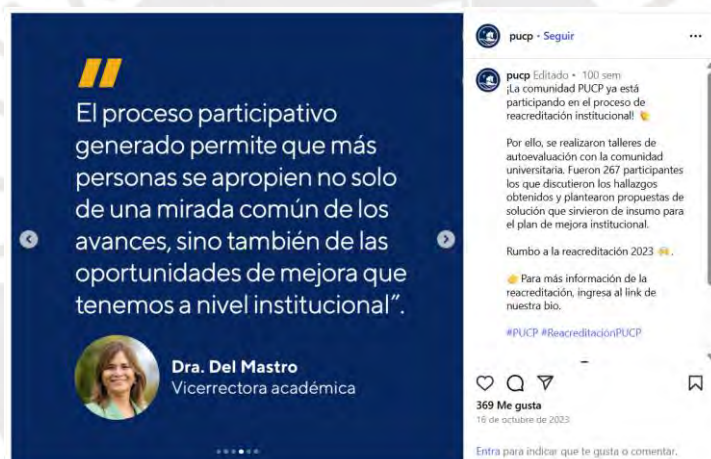 El proceso participativo
generado permite que más
personas se apropien no solo
de una mirada común de los
avances, sino también de las
oportunidades de mejora que
tenemos a nivel institucional”.
Dra. Del Mastro
Vicerrectora académica
pucp • Seguir
pucp Editado • 100 sem
¡La comunidad PUCP ya está
participando en el proceso de
reacreditación institucional!
Por ello, se realizaron talleres de
autoevaluación con la comunidad
universitaria. Fueron 267 participantes
los que discutieron los hallazgos
obtenidos y plantearon propuestas de
solución que sirvieron de insumo para
el plan de mejora institucional.
Rumbo a la reacreditación 2023 🙌.
👉 Para más información de la
reacreditación, ingresa al link de
nuestra bio.
#PUCP #ReacreditaciónPUCP
369 Me gusta
16 de octubre de 2023
Entra para indicar que te gusta o comentar.